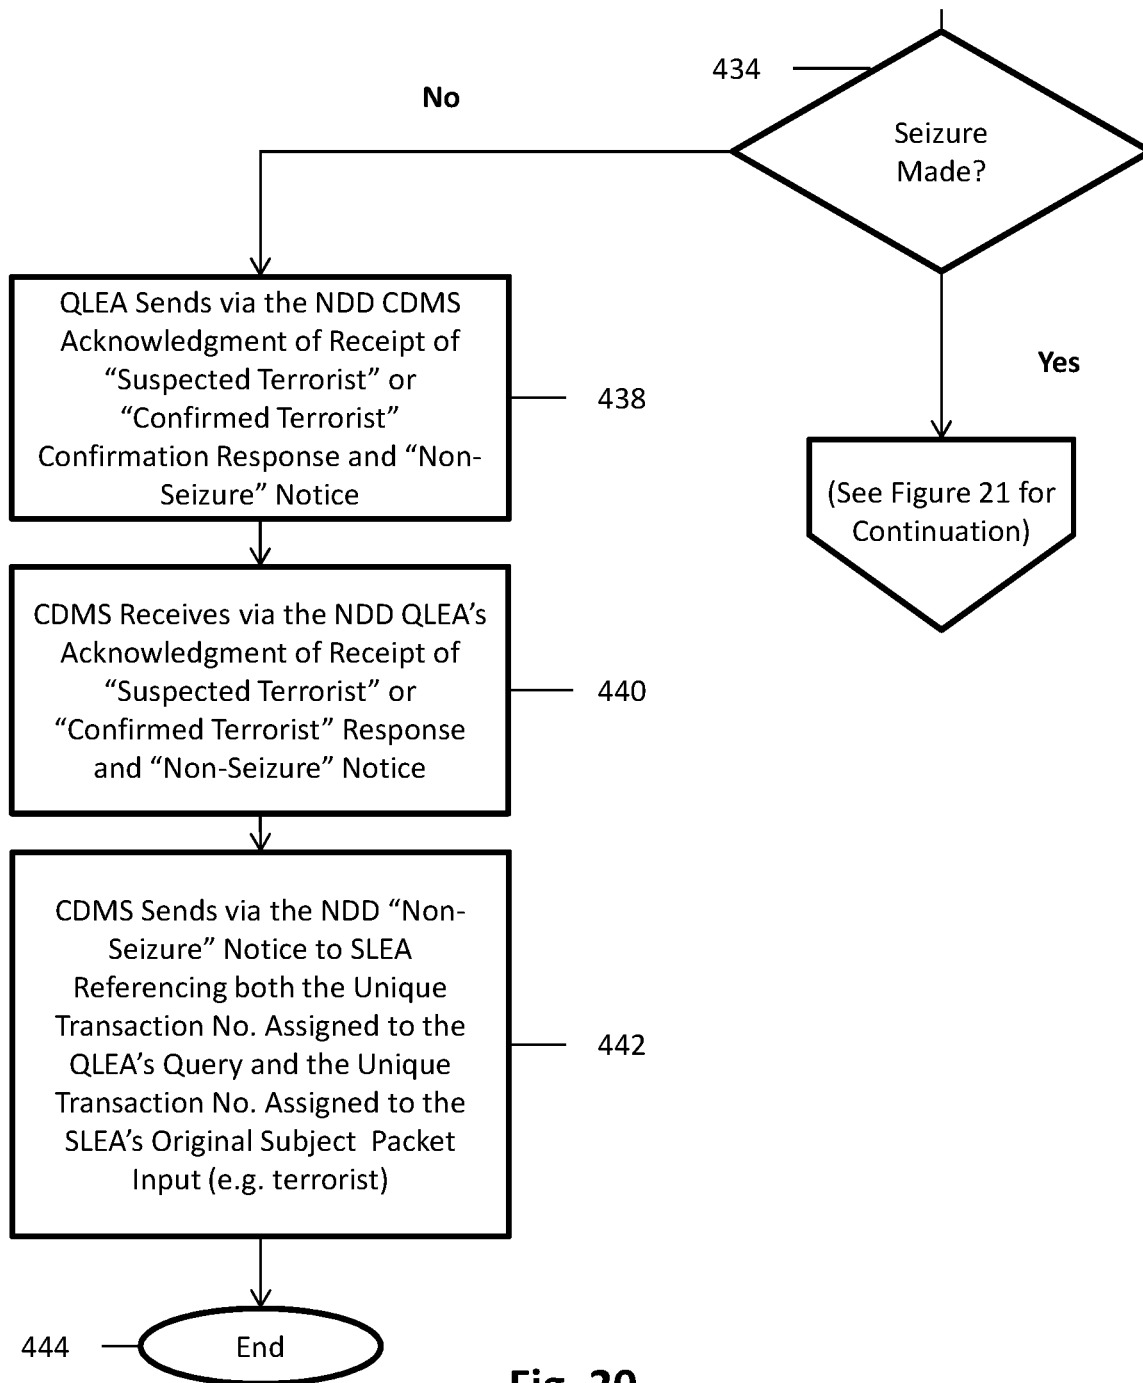 434
No
Seizure
Made?
Yes
QLEA Sends via the NDD CDMS
Acknowledgment of Receipt of
“Suspected Terrorist” or
“Confirmed Terrorist”
Confirmation Response and “Non-
Seizure” Notice
438
(See Figure 21 for
Continuation)
CDMS Receives via the NDD QLEA’s
Acknowledgment of Receipt of
“Suspected Terrorist” or
“Confirmed Terrorist” Response
and “Non-Seizure” Notice
440
CDMS Sends via the NDD “Non-
Seizure” Notice to SLEA
Referencing both the Unique
Transaction No. Assigned to the
QLEA’s Query and the Unique
Transaction No. Assigned to the
SLEA’s Original Subject Packet
Input (e.g. terrorist)
442
444
End
Fig. 20